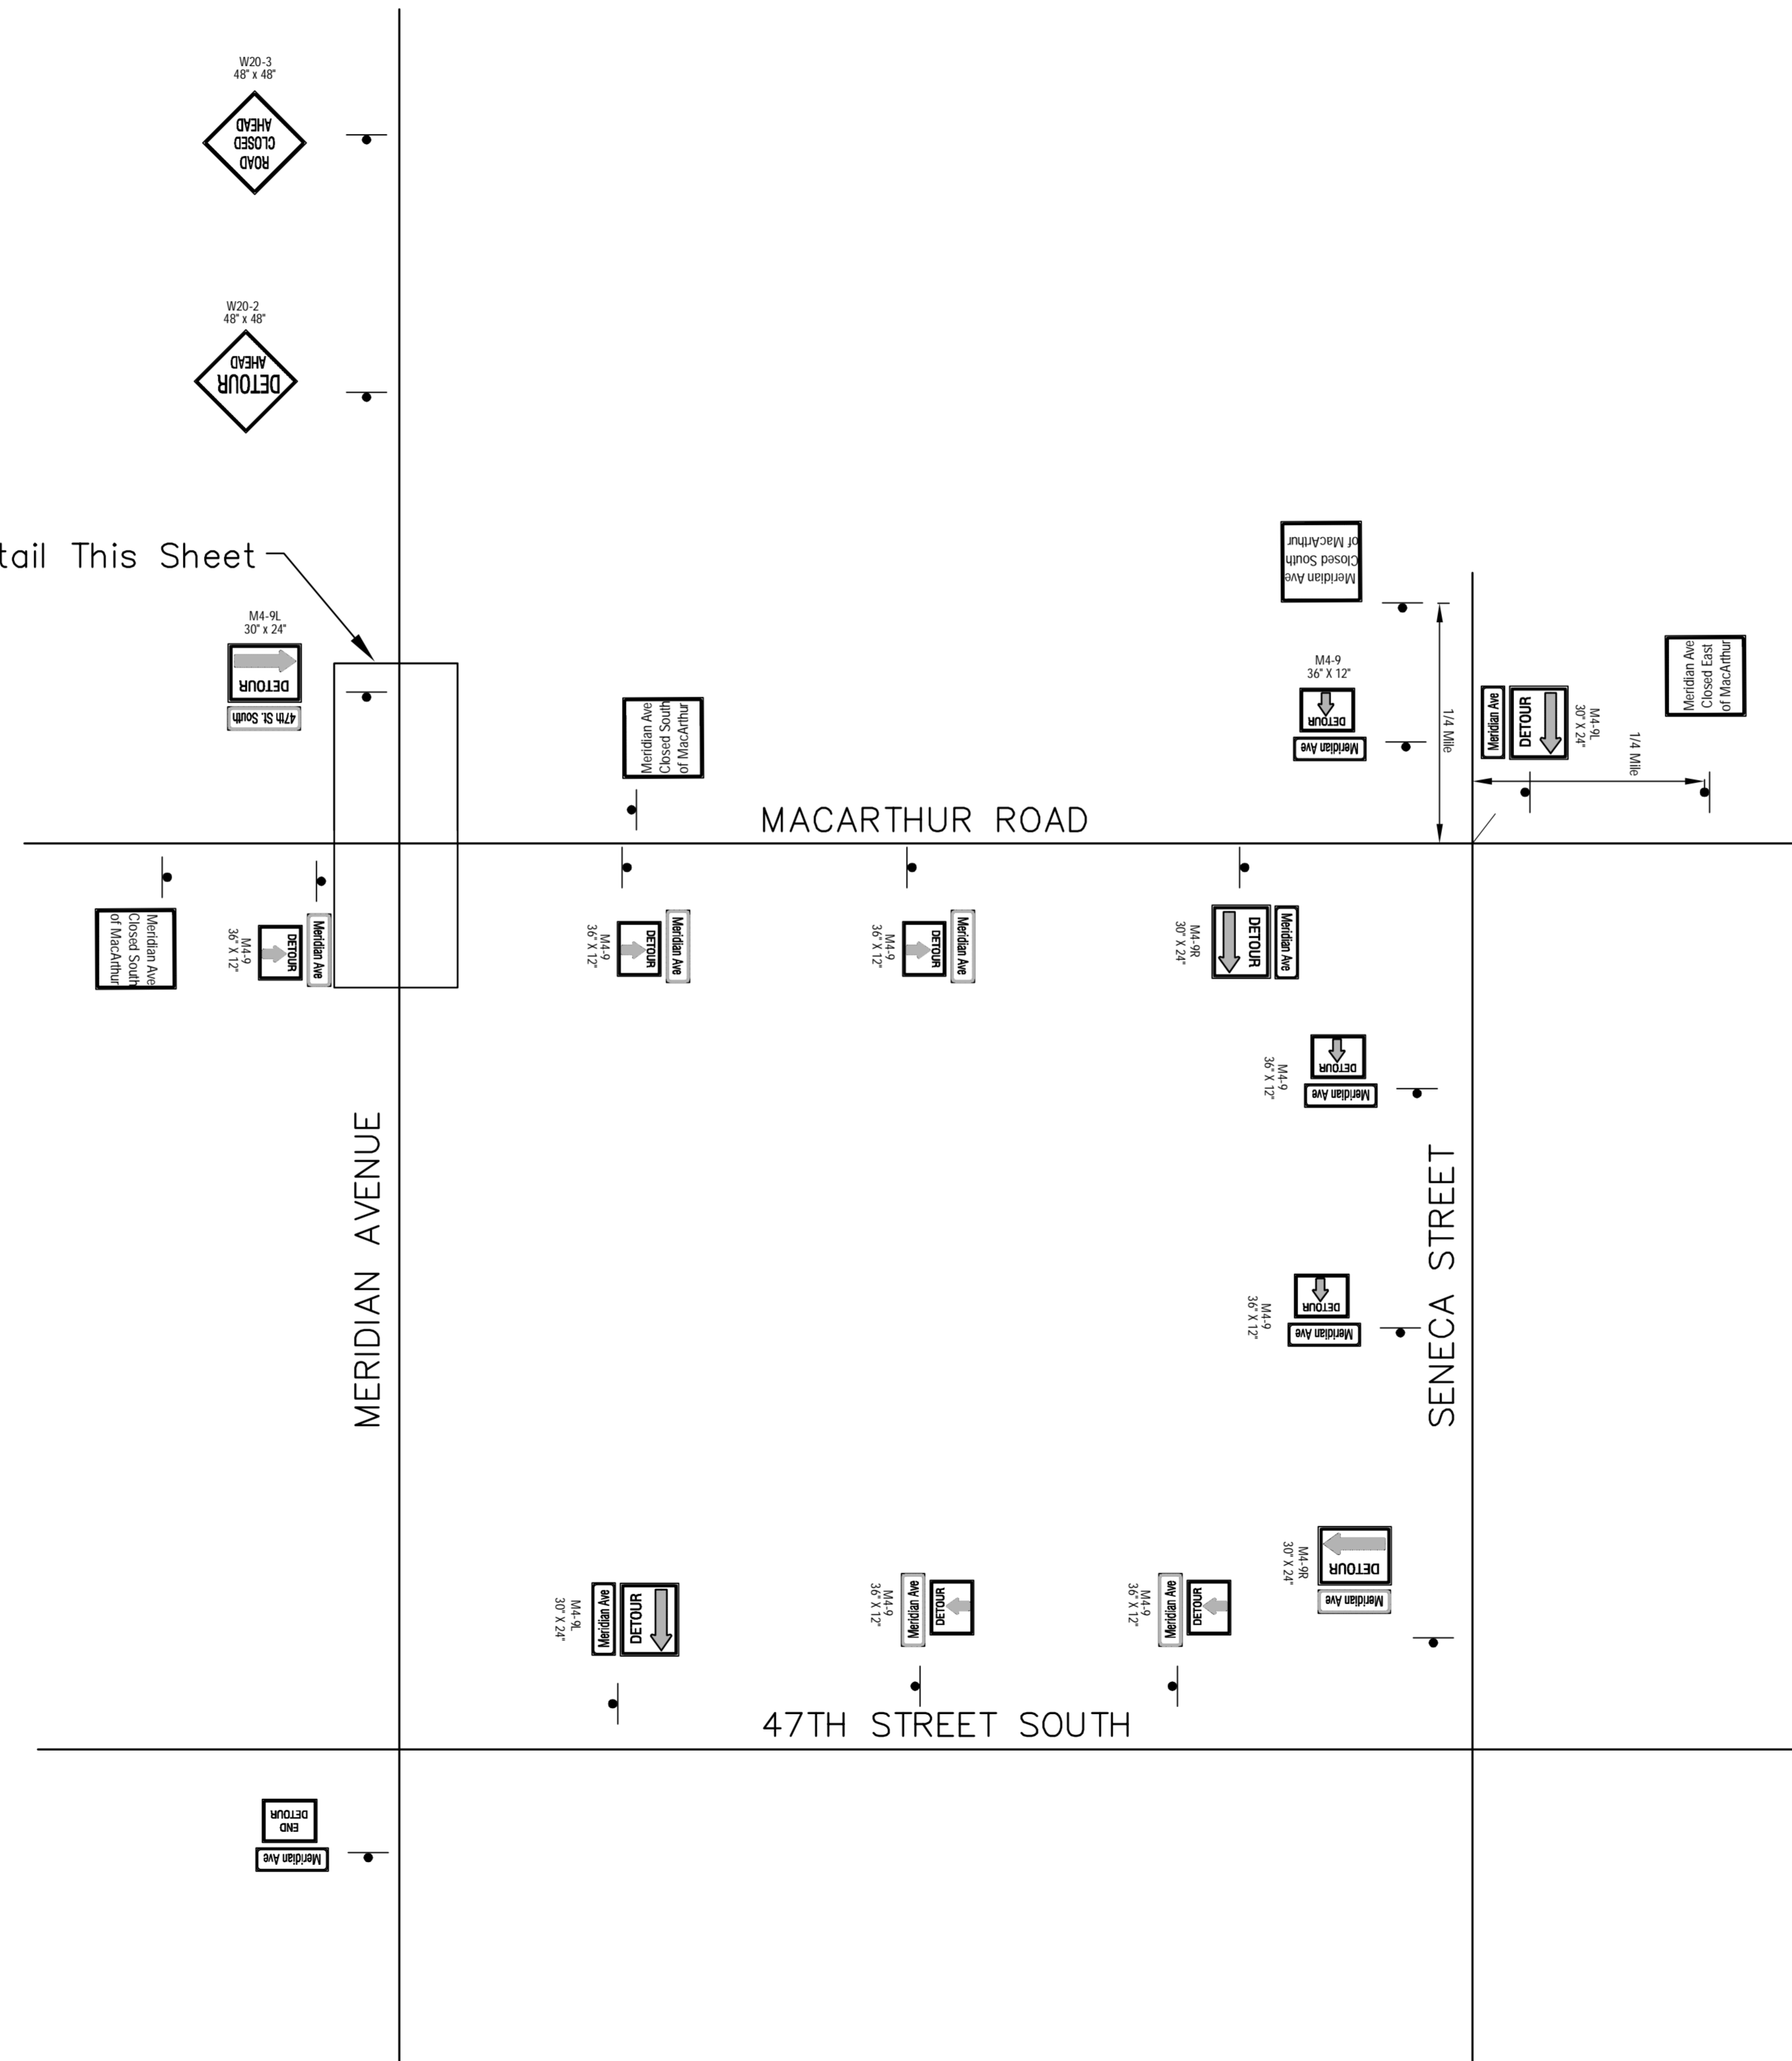 W20-3
48" x 48"
ROAD
CLOSED
AHEAD
W20-2
48" x 48"
DETOUR
AHEAD
tail This Sheet
M4-9L
30" x 24"
DETOUR
47th St. South
Meridian Ave
Closed South
of MacArthur
Meridian Ave
Closed South
of MacArthur
M4-9
36" X 12"
DETOUR
Meridian Ave
1/4 Mile
Meridian Ave
DETOUR
M4-9L
30" X 24"
1/4 Mile
Meridian Ave
Closed East
of MacArthur
MACARTHUR ROAD
Meridian Ave
Closed South
of MacArthur
Meridian Ave
DETOUR
M4-9
36" X 12"
Meridian Ave
DETOUR
M4-9
36" X 12"
Meridian Ave
DETOUR
M4-9
36" X 12"
Meridian Ave
DETOUR
M4-9R
30" X 24"
DETOUR
Meridian Ave
M4-9
36" X 12"
MERIDIAN AVENUE
SENECA STREET
DETOUR
Meridian Ave
M4-9
36" X 12"
DETOUR
Meridian Ave
M4-9R
30" X 24"
Meridian Ave
DETOUR
M4-9L
30" X 24"
Meridian Ave
DETOUR
M4-9
36" X 12"
Meridian Ave
DETOUR
M4-9
36" X 12"
47TH STREET SOUTH
END
DETOUR
Meridian Ave